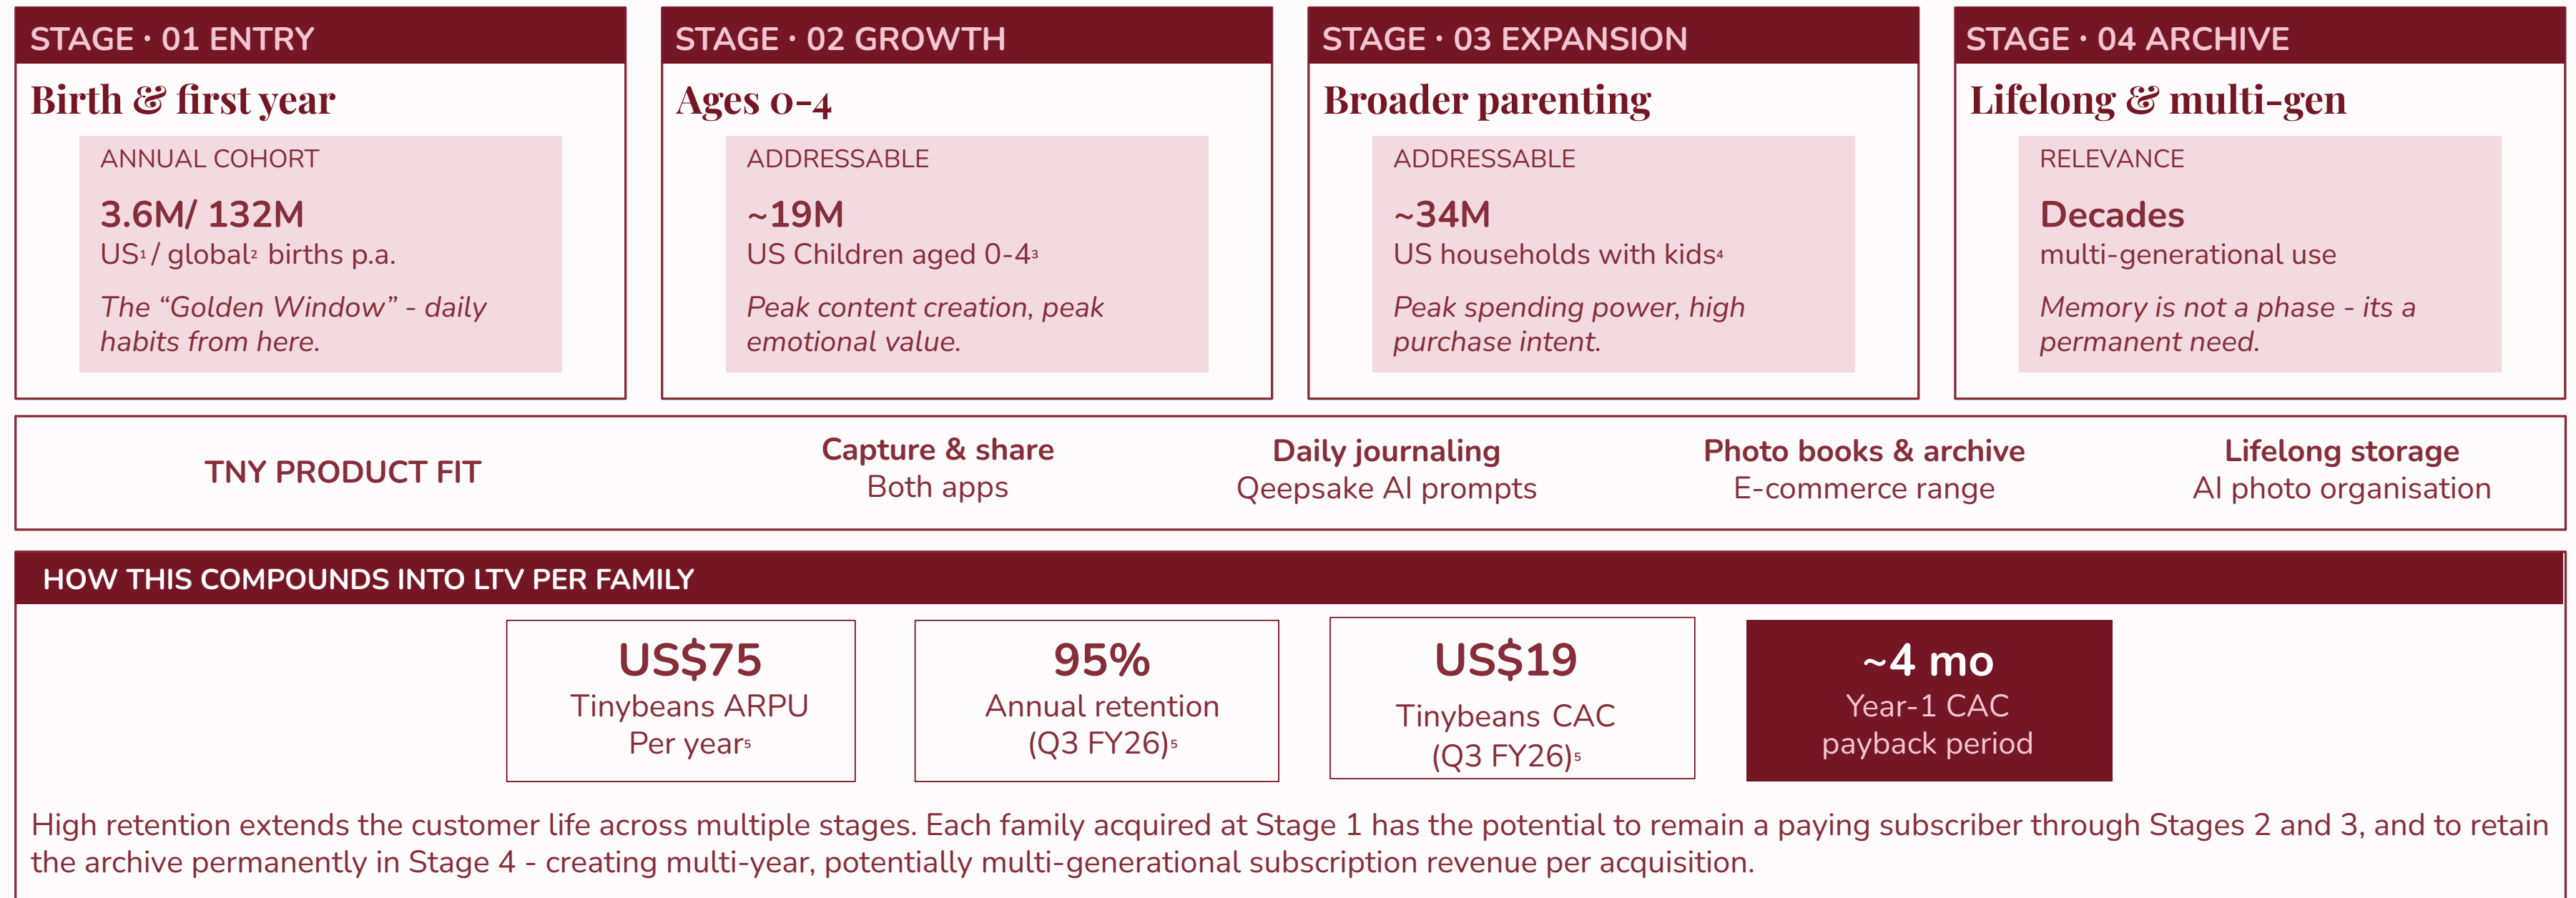 STAGE · 01 ENTRY
Birth & first year
ANNUAL COHORT
3.6M/ 132M
US¹ / global² births p.a.
The “Golden Window” - daily
habits from here.
STAGE · 02 GROWTH
Ages 0-4
ADDRESSABLE
~19M
US Children aged 0-4³
Peak content creation, peak
emotional value.
STAGE · 03 EXPANSION
Broader parenting
ADDRESSABLE
~34M
US households with kids⁴
Peak spending power, high
purchase intent.
STAGE · 04 ARCHIVE
Lifelong & multi-gen
RELEVANCE
Decades
multi-generational use
Memory is not a phase - its a
permanent need.
TNY PRODUCT FIT
Capture & share
Both apps
Daily journaling
Qeepsake AI prompts
Photo books & archive
E-commerce range
Lifelong storage
AI photo organisation
HOW THIS COMPOUNDS INTO LTV PER FAMILY
US$75
Tinybeans ARPU
Per year⁵
95%
Annual retention
(Q3 FY26)⁵
US$19
Tinybeans CAC
(Q3 FY26)⁵
~4 mo
Year-1 CAC
payback period
High retention extends the customer life across multiple stages. Each family acquired at Stage 1 has the potential to remain a paying subscriber through Stages 2 and 3, and to retain
the archive permanently in Stage 4 - creating multi-year, potentially multi-generational subscription revenue per acquisition.